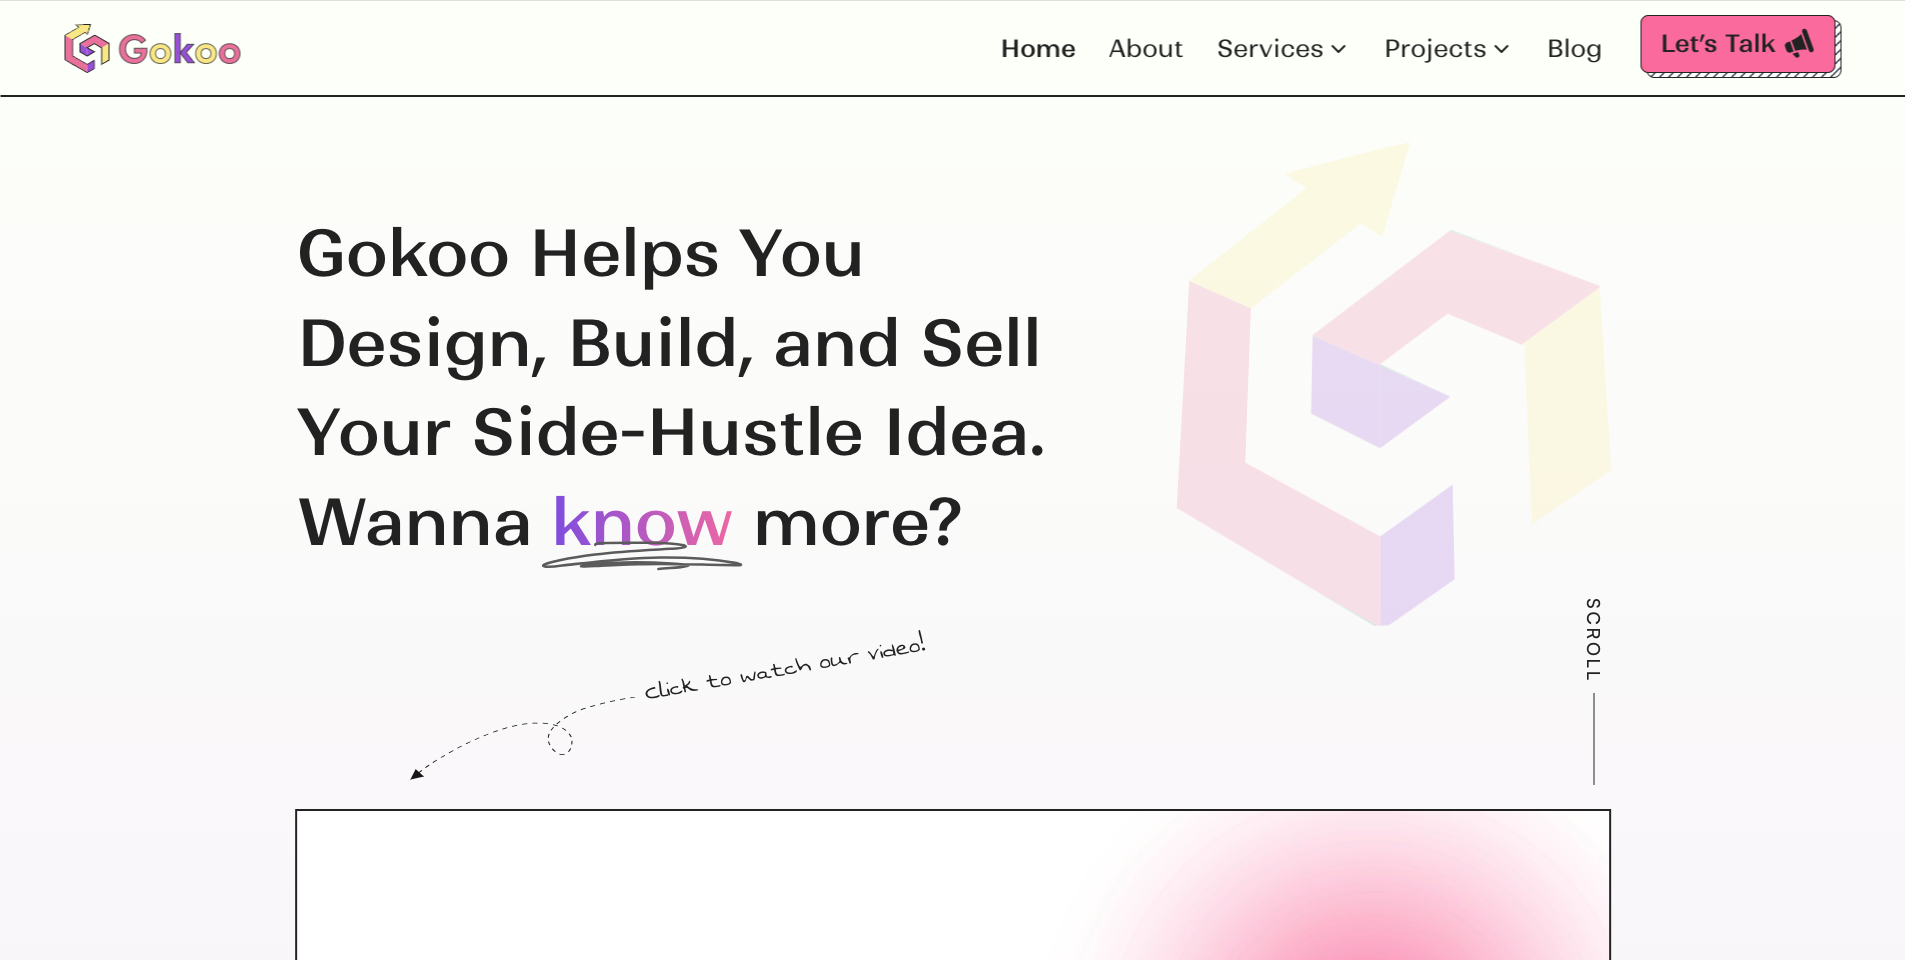 Gokoo
Home About Services Projects Blog Let's Talk
Gokoo Helps You
Design, Build, and Sell
Your Side-Hustle Idea.
Wanna know more?
SCROLL
click to watch our video!